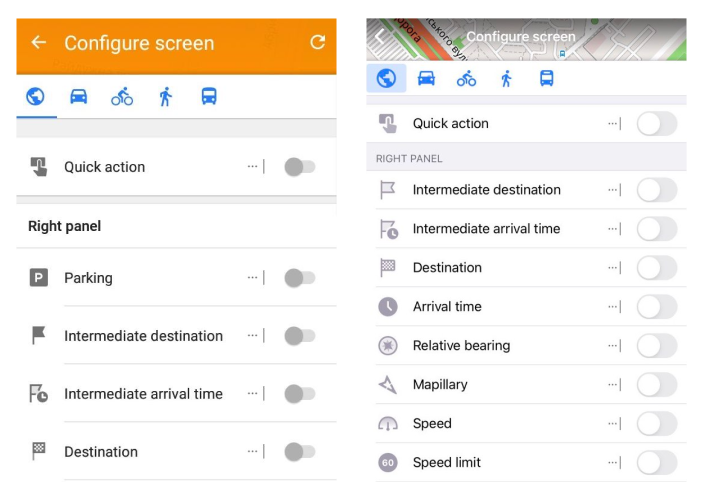 Configure screen
Quick action
Right panel
P Parking
Intermediate destination
Intermediate arrival time
Destination
Configure screen
Quick action
RIGHT PANEL
Intermediate destination
Intermediate arrival time
Destination
Arrival time
Relative bearing
Mapillary
Speed
60 Speed limit